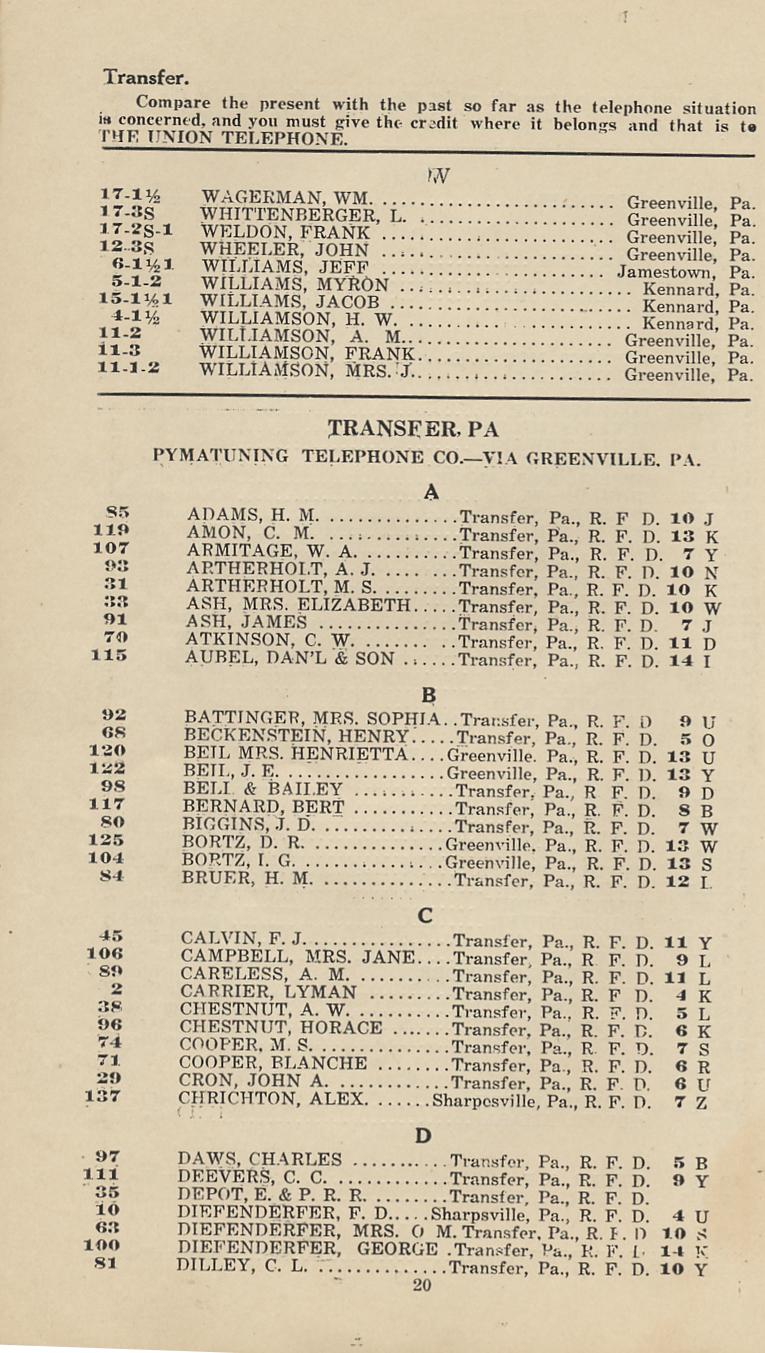 Transfer.
Compare the present with the past so far as the telephone situation
is concerned, and you must give the credit where it belongs and that is to
THE UNION TELEPHONE.
W
17-1½ WAGERMAN, WM. ........................... Greenville, Pa.
17-3S WHITTENBERGER, L. ........................ Greenville, Pa.
17-2S-1 WELDON, FRANK ........................... Greenville, Pa.
12-3S WHEELER, JOHN ........................... Greenville, Pa.
6-1½1 WILLIAMS, JEFF ........................... Jamestown, Pa.
5-1-2 WILLIAMS, MYRON ........................... Kennard, Pa.
15-1½1 WILLIAMS, JACOB ........................... Kennard, Pa.
4-1½ WILLIAMSON, H. W. ........................... Kennard, Pa.
11-2 WILLIAMSON, A. M........................... Greenville, Pa.
11-3 WILLIAMSON, FRANK........................ Greenville, Pa.
11-1-2 WILLIAMSON, MRS. J......................... Greenville, Pa.
TRANSFER, PA
PYMATUNING TELEPHONE CO.—VIA GREENVILLE, PA.
A
85 ADAMS, H. M. ..............Transfer, Pa., R. F D. 10 J
119 AMON, C. M. ..............Transfer, Pa., R. F. D. 13 K
107 ARMITAGE, W. A. ..........Transfer, Pa., R. F. D. 7 Y
93 ARTHERHOLT, A. J. ........Transfer, Pa., R. F. D. 10 N
31 ARTHERHOLT, M. S. ........Transfer, Pa., R. F. D. 10 K
33 ASH, MRS. ELIZABETH.....Transfer, Pa., R. F. D. 10 W
91 ASH, JAMES ...............Transfer, Pa., R. F. D. 7 J
70 ATKINSON, C. W. ..........Transfer, Pa., R. F. D. 11 D
115 AUBEL, DAN'L & SON ......Transfer, Pa., R. F. D. 14 I
B
92 BATTINGER, MRS. SOPHIA..Transfer, Pa., R. F. D 9 U
68 BECKENSTEIN, HENRY.....Transfer, Pa., R. F. D. 5 O
120 BEIL MRS. HENRIETTA....Greenville. Pa., R. F. D. 13 U
122 BEIL, J. E. .................Greenville, Pa., R. F. D. 13 Y
98 BELL & BAILEY ...........Transfer, Pa., R F. D. 9 D
117 BERNARD, BERT ...........Transfer, Pa., R. F. D. 8 B
80 BIGGINS, J. D. ..............Transfer, Pa., R. F. D. 7 W
125 BORTZ, D. R. ..............Greenville, Pa., R. F. D. 13 W
104 BORTZ, I. G. ..............Greenville, Pa., R. F. D. 13 S
84 BRUER, H. M. ..............Transfer, Pa., R. F. D. 12 L
C
45 CALVIN, F. J................Transfer, Pa., R. F. D. 11 Y
106 CAMPBELL, MRS. JANE....Transfer, Pa., R F. D. 9 L
89 CARELESS, A. M. ..........Transfer, Pa., R. F. D. 11 L
2 CARRIER, LYMAN .........Transfer, Pa., R. F D. 4 K
38 CHESTNUT, A. W. ..........Transfer, Pa., R. F. D. 5 L
96 CHESTNUT, HORACE .......Transfer, Pa., R. F. D. 6 K
74 COOPER, M. S. ..............Transfer, Pa., R. F. D. 7 S
71 COOPER, BLANCHE ........Transfer, Pa., R. F. D. 6 R
29 CRON, JOHN A. ............Transfer, Pa., R. F. D. 6 U
137 CHRICHTON, ALEX. .......Sharpesville, Pa., R. F. D. 7 Z
D
97 DAWS, CHARLES ..........Transfer, Pa., R. F. D. 5 B
111 DEEVERS, C. C. ............Transfer, Pa., R. F. D. 9 Y
35 DEPOT, E. & P. R. R. ........Transfer, Pa., R. F. D.
10 DIEFENDERFER, F. D.....Sharpsville, Pa., R. F. D. 4 U
63 DIEFENDERFER, MRS. O M. Transfer, Pa., R. F. D 10 S
100 DIEFENDERFER, GEORGE .Transfer, Pa., R. F. D. 14 K
81 DILLEY, C. L. ..............Transfer, Pa., R. F. D. 10 Y
20